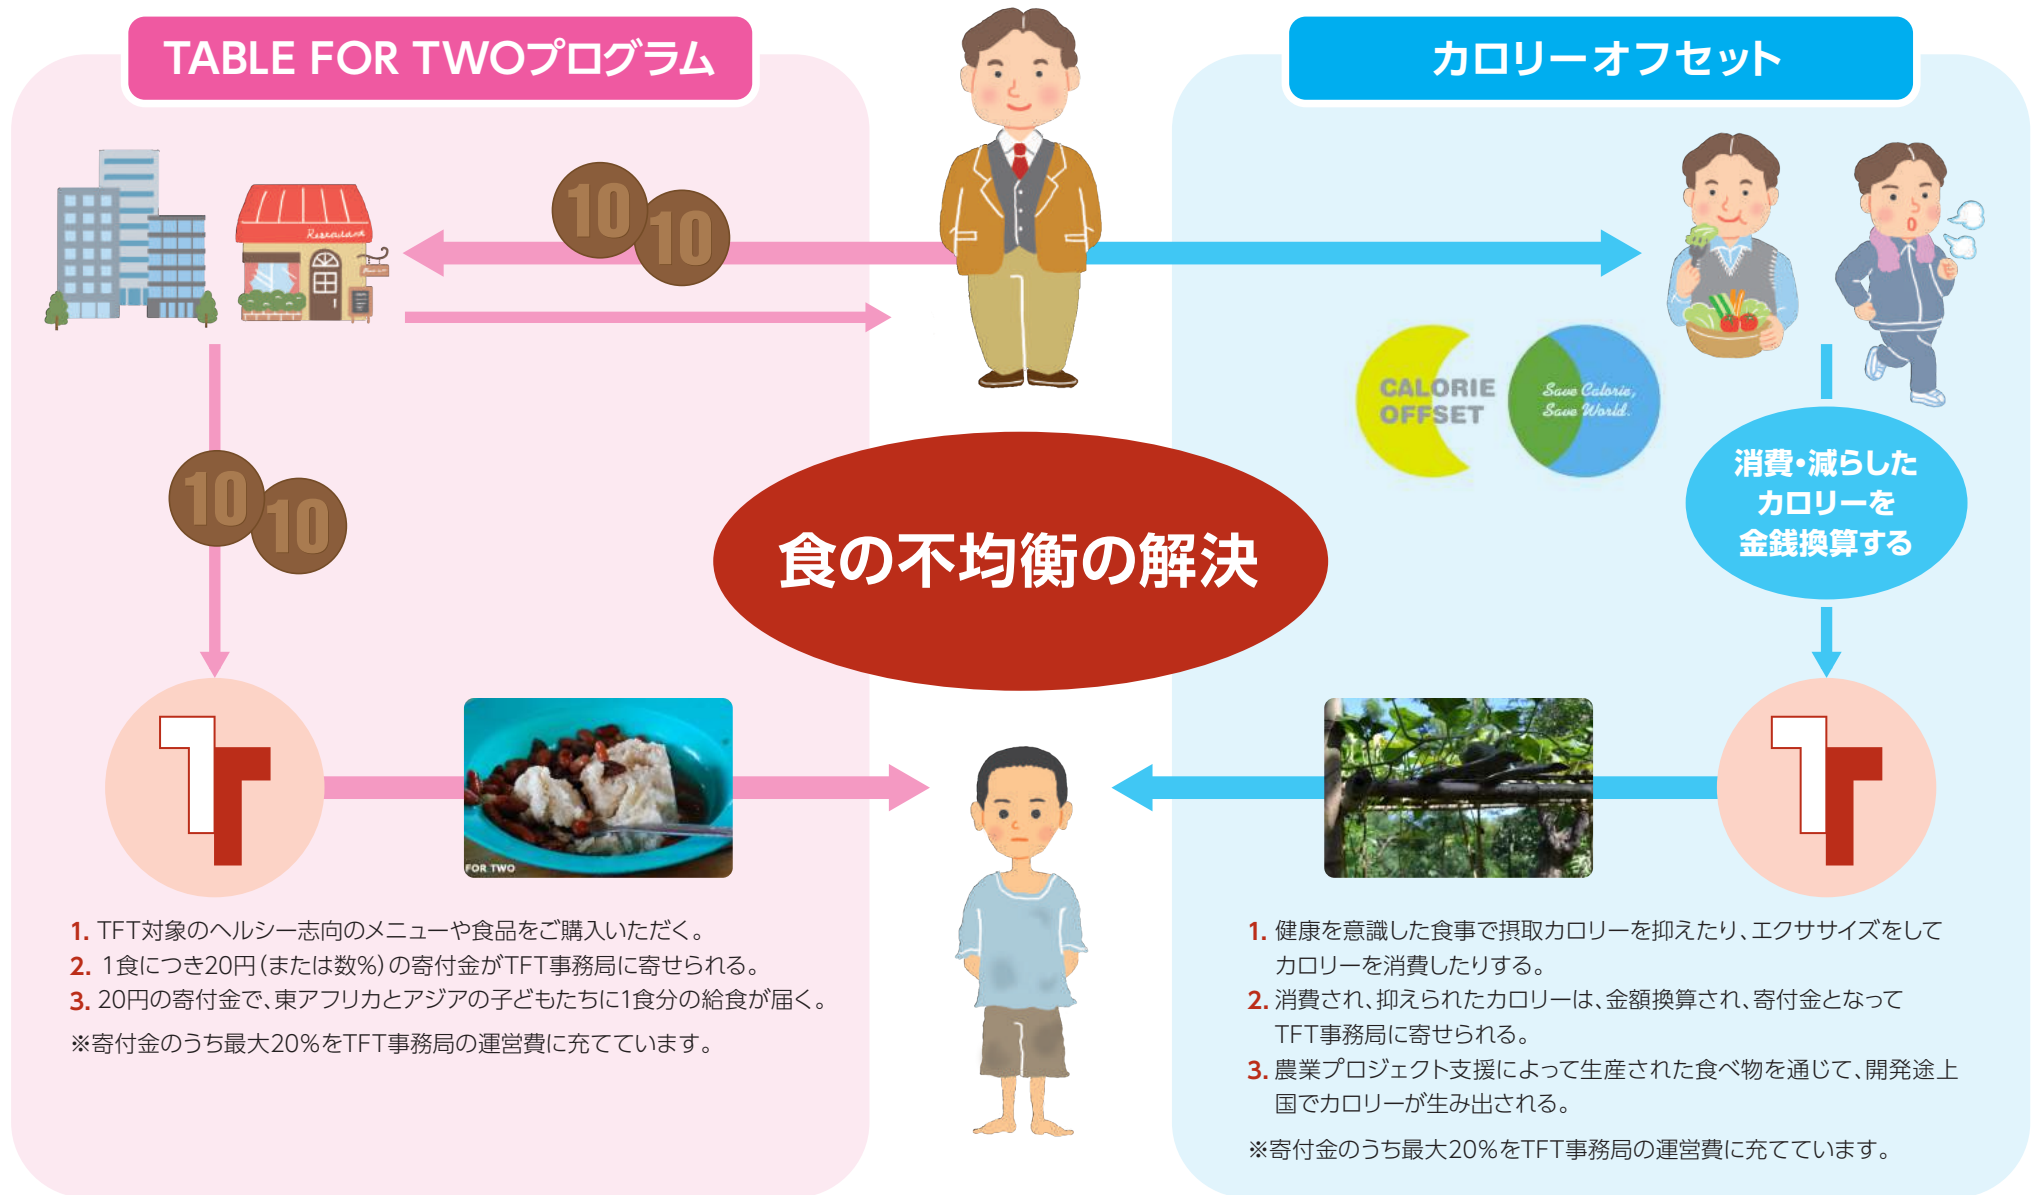 TABLE FOR TWOプログラム
カロリーオフセット
Restaurant
10
10
CALORIE
OFFSET
Save Calorie,
Save World.
消費・減らした
カロリーを
金銭換算する
10
10
食の不均衡の解決
FOR TWO
1. TFT対象のヘルシー志向のメニューや食品をご購入いただく。
2. 1食につき20円(または数%)の寄付金がTFT事務局に寄せられる。
3. 20円の寄付金で、東アフリカとアジアの子どもたちに1食分の給食が届く。
※寄付金のうち最大20%をTFT事務局の運営費に充てています。
1. 健康を意識した食事で摂取カロリーを抑えたり、エクササイズをして
カロリーを消費したりする。
2. 消費され、抑えられたカロリーは、金額換算され、寄付金となって
TFT事務局に寄せられる。
3. 農業プロジェクト支援によって生産された食べ物を通じて、開発途上
国でカロリーが生み出される。
※寄付金のうち最大20%をTFT事務局の運営費に充てています。